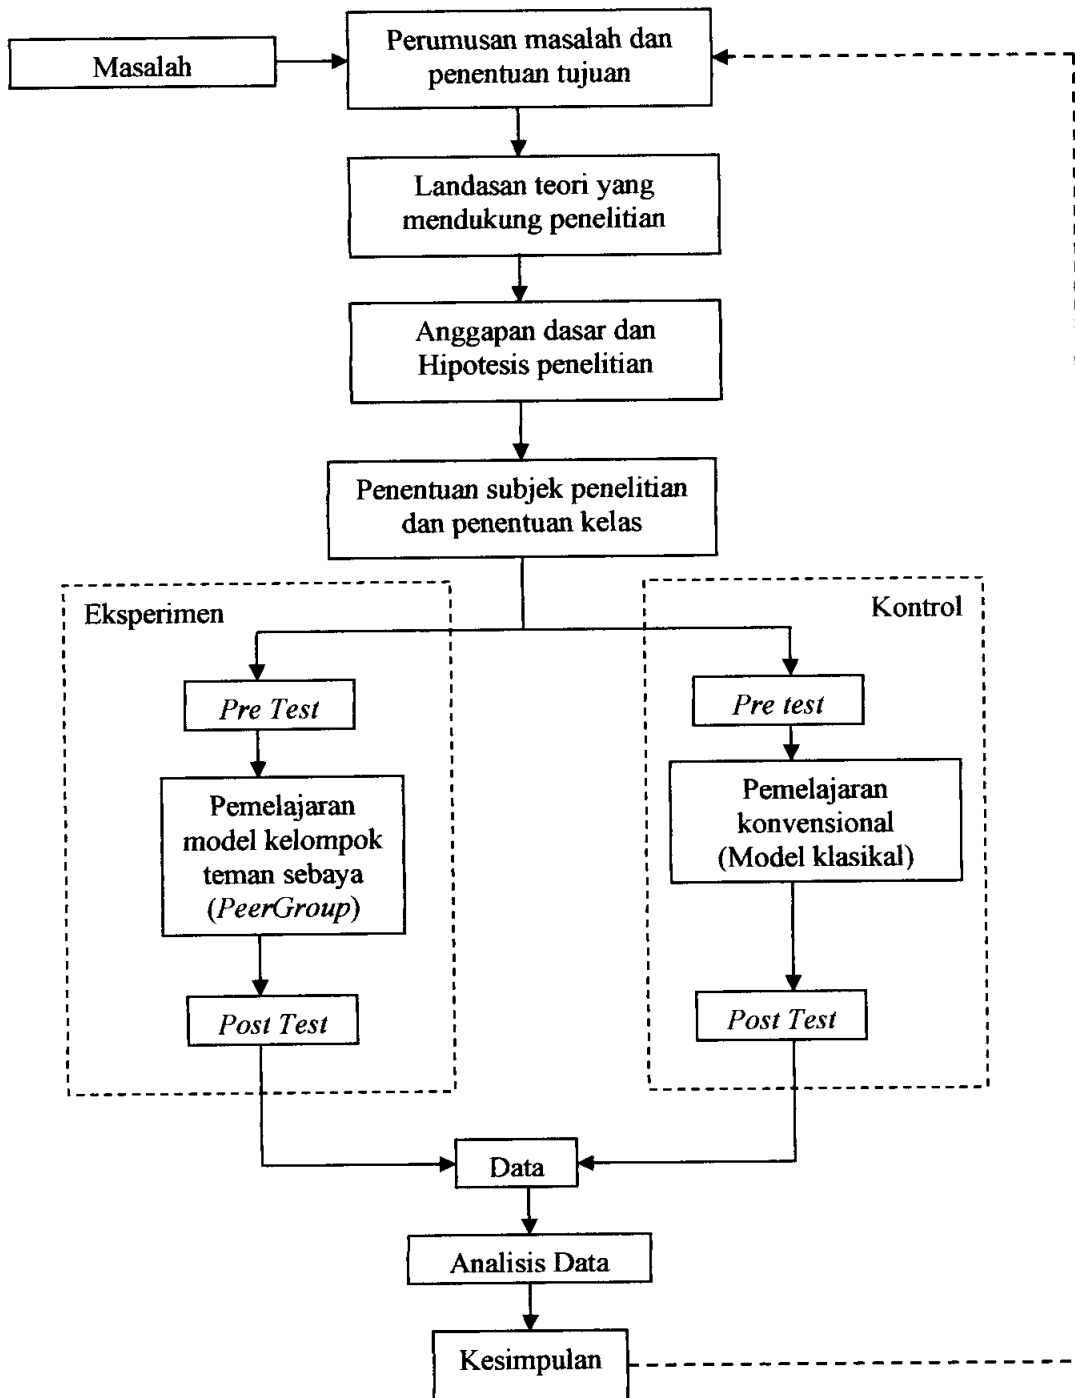 Masalah
Perumusan masalah dan
penentuan tujuan
Landasan teori yang
mendukung penelitian
Anggapan dasar dan
Hipotesis penelitian
Penentuan subjek penelitian
dan penentuan kelas
Eksperimen
Pre Test
Pemelajaran
model kelompok
teman sebaya
(PeerGroup)
Post Test
Kontrol
Pre test
Pemelajaran
konvensional
(Model klasikal)
Post Test
Data
Analisis Data
Kesimpulan